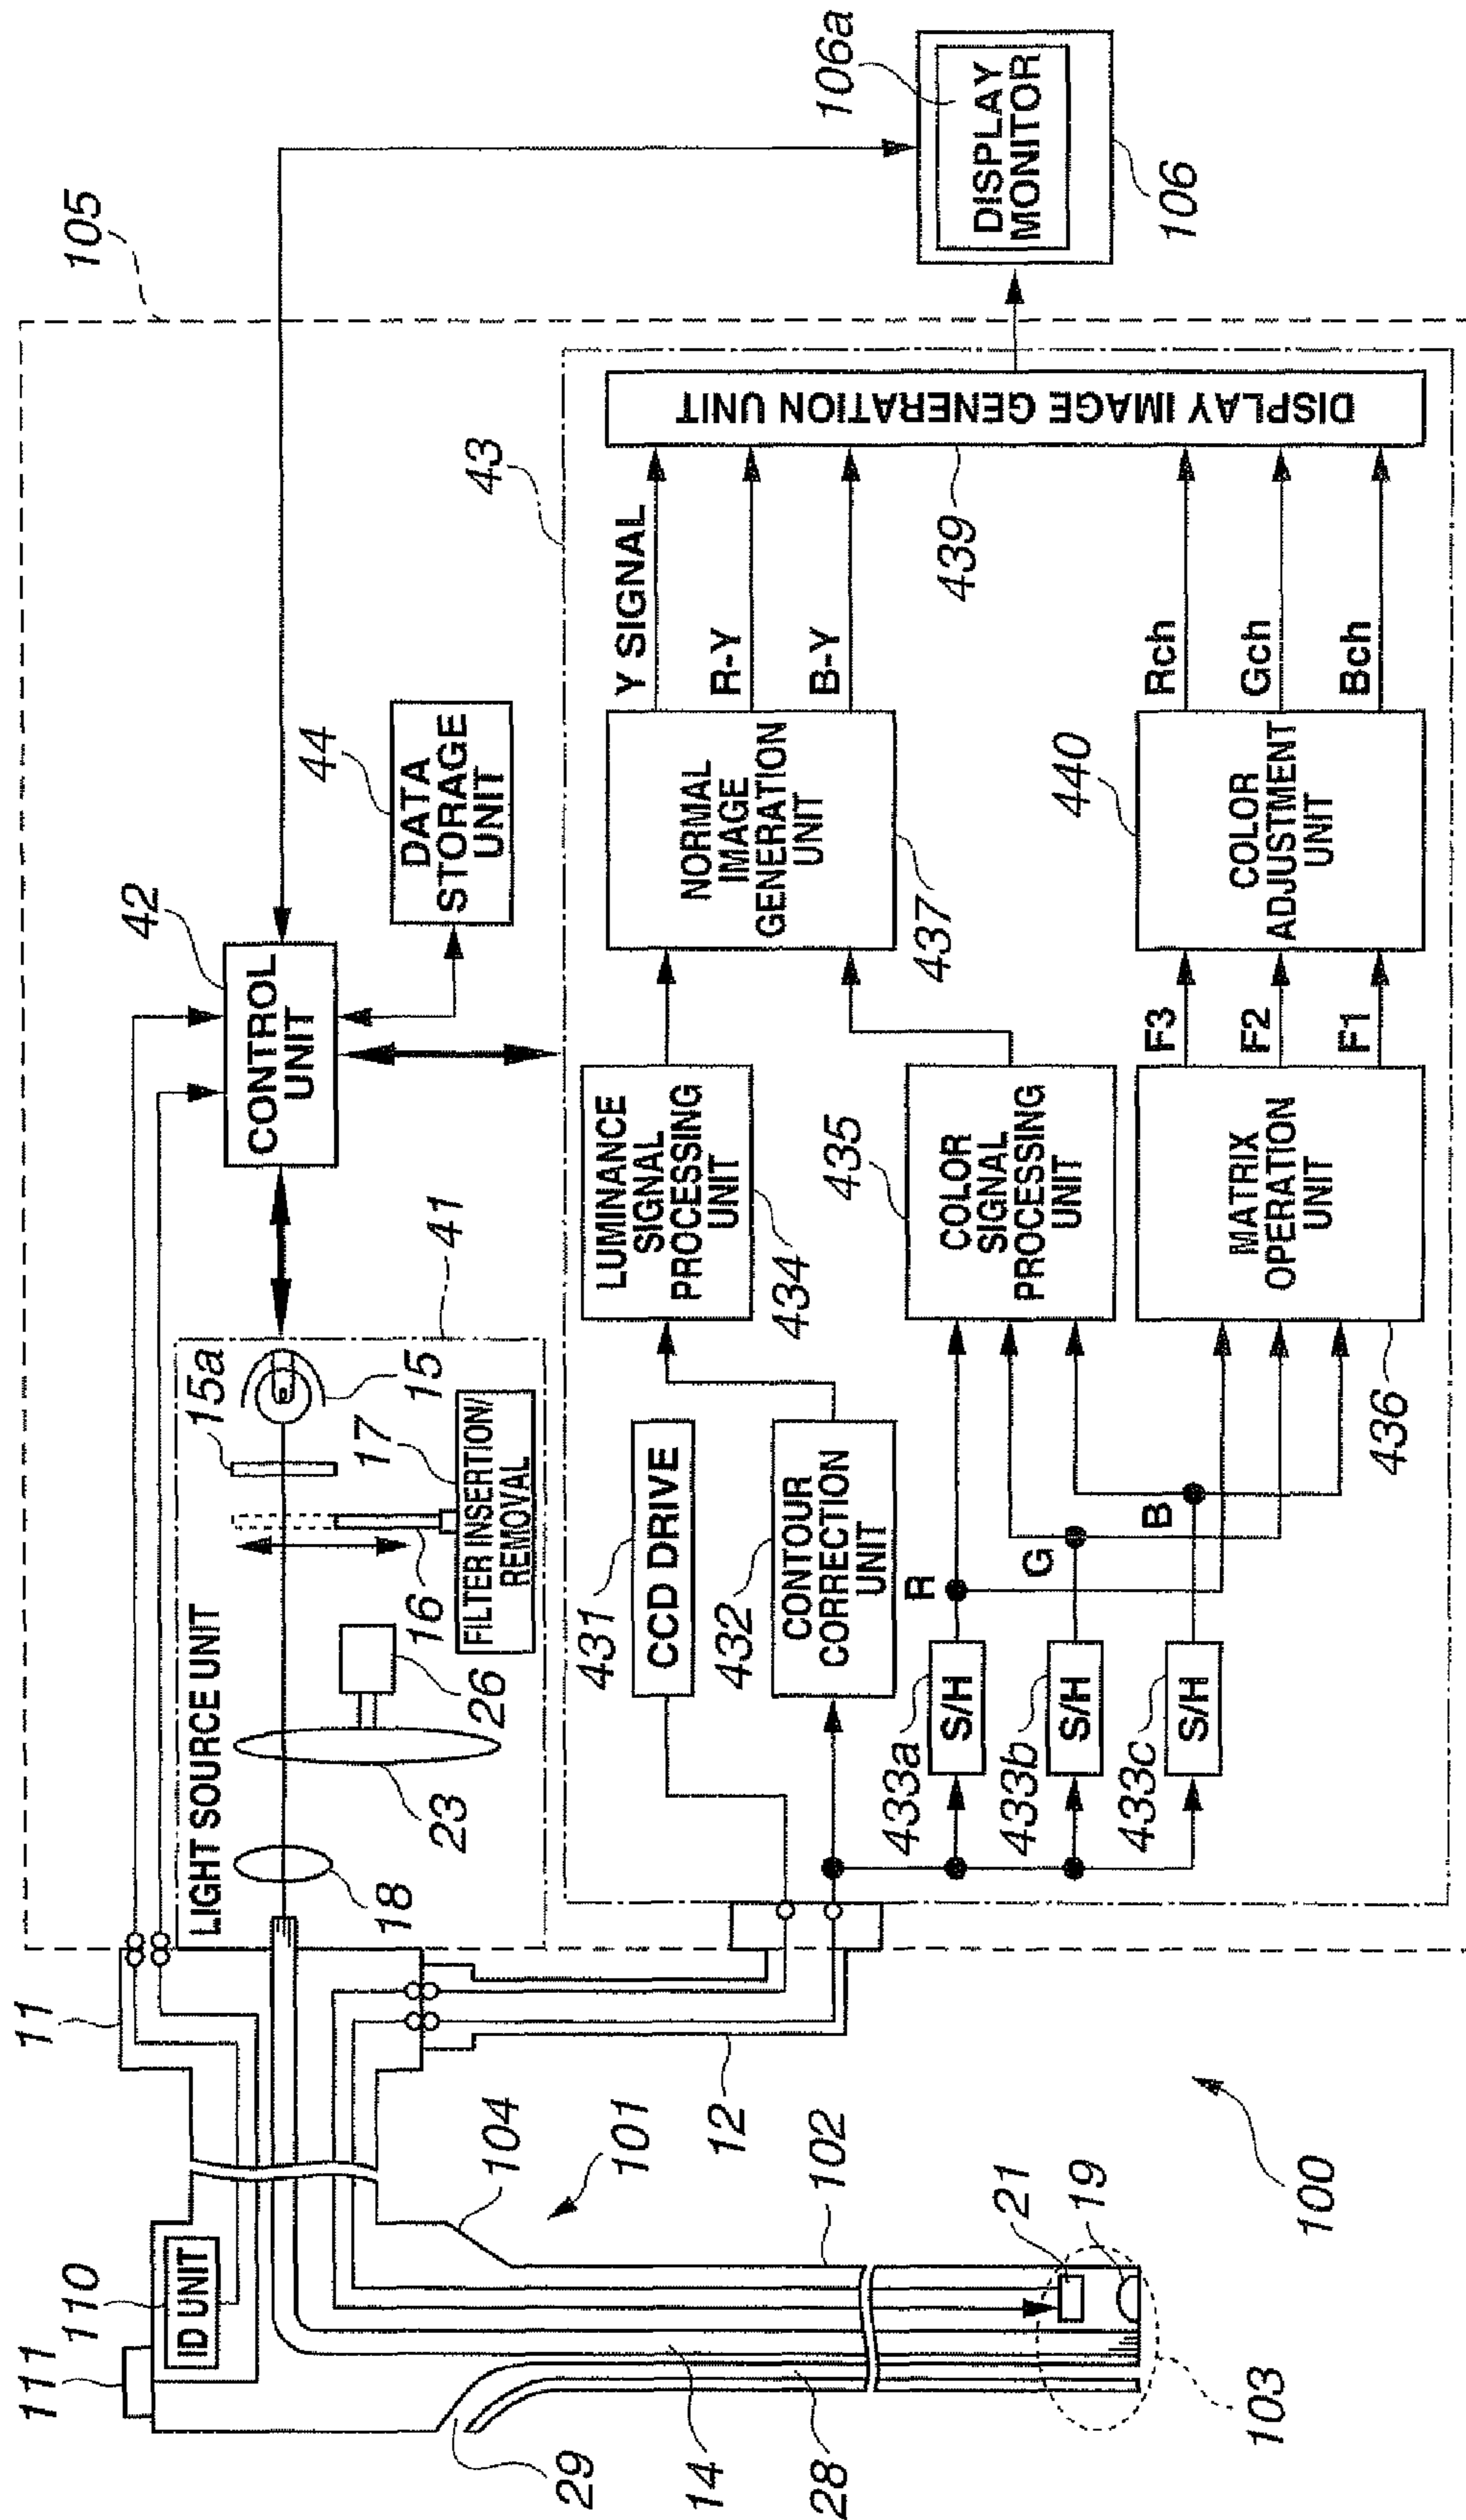 105
106a
DISPLAY
MONITOR
106
42
CONTROL
UNIT
44
DATA
STORAGE
UNIT
43
DISPLAY IMAGE GENERATION UNIT
439
Y SIGNAL
R-Y
B-Y
Rch
Gch
Bch
NORMAL
IMAGE
GENERATION
UNIT
437
440
COLOR
ADJUSTMENT
UNIT
F3
F2
F1
LUMINANCE
SIGNAL
PROCESSING
UNIT
434
435
COLOR
SIGNAL
PROCESSING
UNIT
MATRIX
OPERATION
UNIT
436
41
15a
15
17
FILTER INSERTION/
REMOVAL
16
26
23
18
LIGHT SOURCE UNIT
431
CCD DRIVE
432
CONTOUR
CORRECTION
UNIT
R
G
B
433a
S/H
433b
S/H
433c
S/H
11
12
104
101
102
100
21
19
103
111
110
ID UNIT
29
14
28